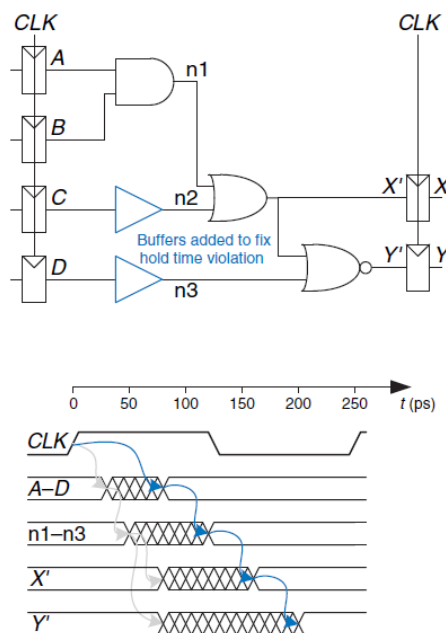 CLK CLK
A n1
B
C n2 X' X
Buffers added to fix
hold time violation
D n3 Y' Y
0 50 100 150 200 250 t (ps)
CLK
A–D
n1–n3
X'
Y'